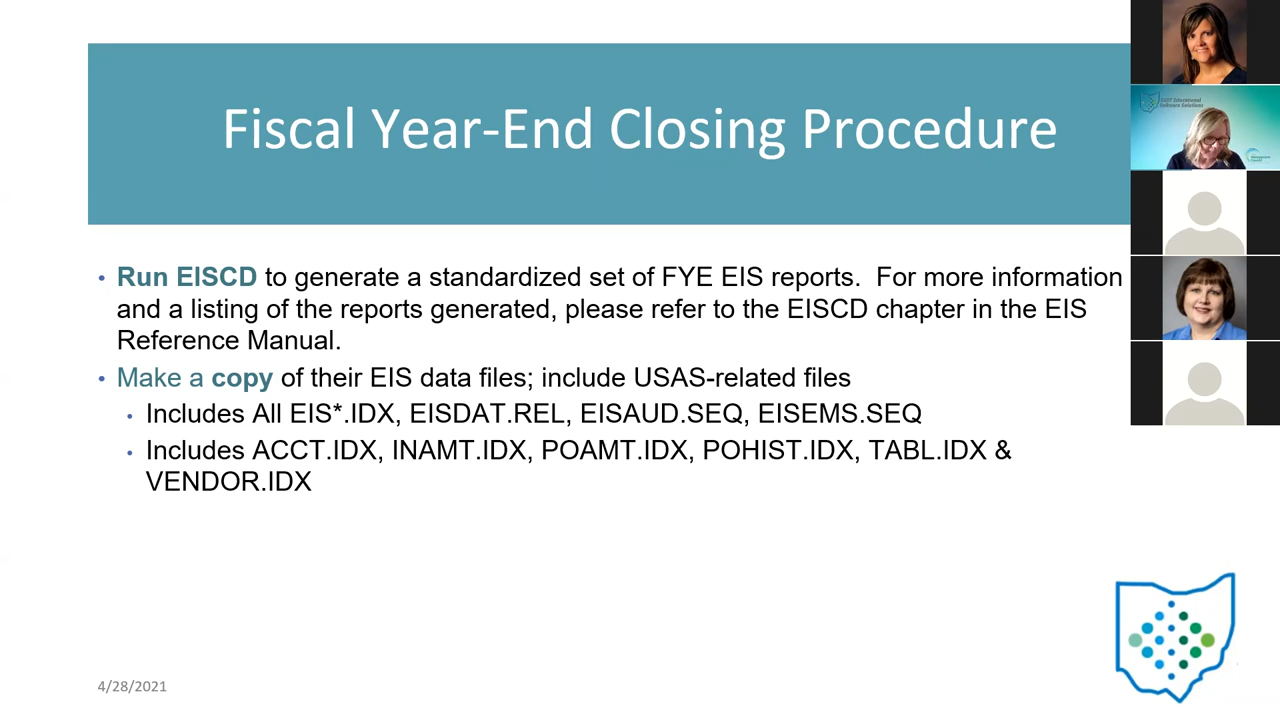 Fiscal Year-End Closing Procedure
• Run EISCD to generate a standardized set of FYE EIS reports.  For more information
and a listing of the reports generated, please refer to the EISCD chapter in the EIS
Reference Manual.
• Make a copy of their EIS data files; include USAS-related files
• Includes All EIS*.IDX, EISDAT.REL, EISAUD.SEQ, EISEMS.SEQ
• Includes ACCT.IDX, INAMT.IDX, POAMT.IDX, POHIST.IDX, TABL.IDX &
VENDOR.IDX
4/28/2021